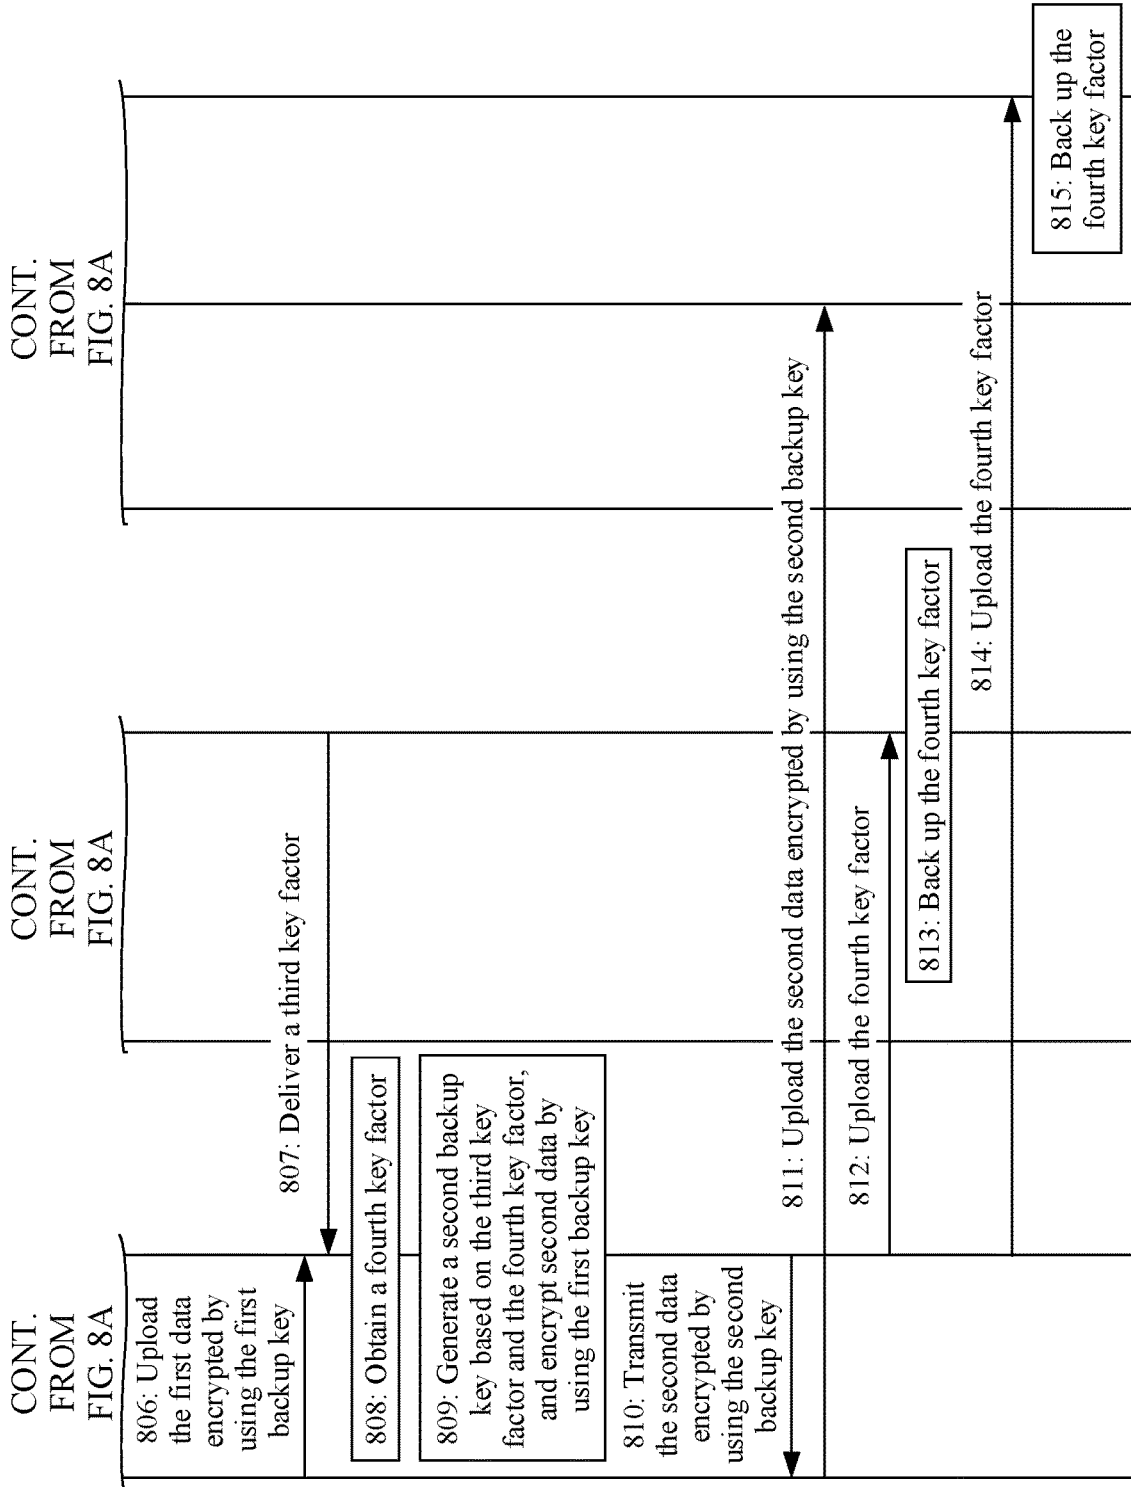 CONT.
FROM
FIG. 8A
CONT.
FROM
FIG. 8A
CONT.
FROM
FIG. 8A
806: Upload
the first data
encrypted by
using the first
backup key
807: Deliver a third key factor
808: Obtain a fourth key factor
809: Generate a second backup
key based on the third key
factor and the fourth key factor,
and encrypt second data by
using the first backup key
810: Transmit
the second data
encrypted by
using the second
backup key
811: Upload the second data encrypted by using the second backup key
812: Upload the fourth key factor
813: Back up the fourth key factor
814: Upload the fourth key factor
815: Back up the
fourth key factor